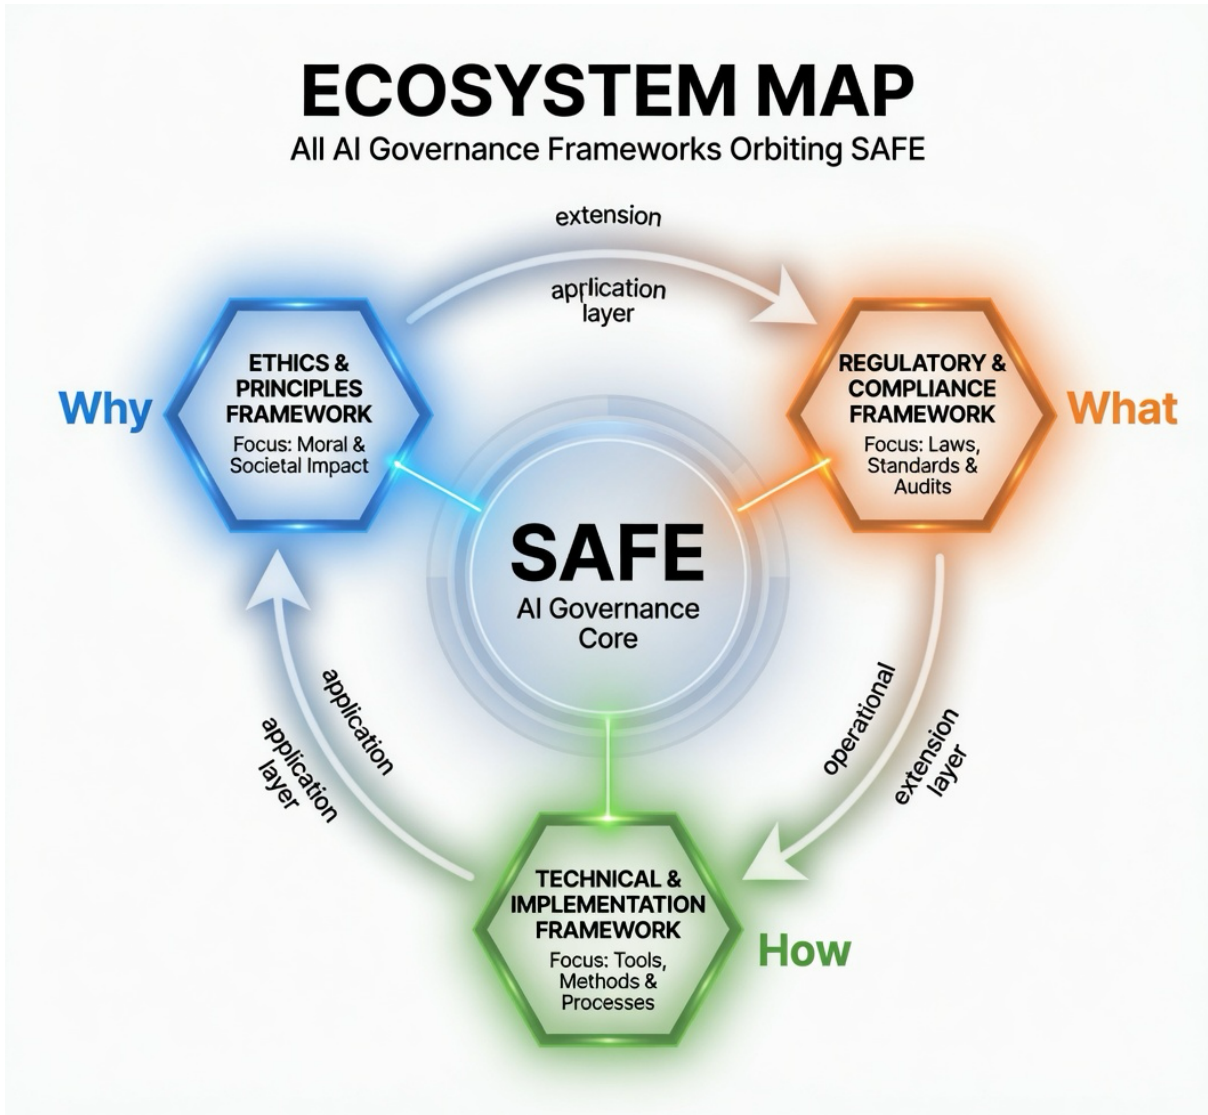 ECOSYSTEM MAP
All AI Governance Frameworks Orbiting SAFE
extension
aprlication
layer
Why
ETHICS &
PRINCIPLES
FRAMEWORK
Focus: Moral &
Societal Impact
REGULATORY &
COMPLIANCE
FRAMEWORK
Focus: Laws,
Standards &
Audits
What
SAFE
AI Governance
Core
application
application
layer
operational
extension
layer
TECHNICAL &
IMPLEMENTATION
FRAMEWORK
Focus: Tools,
Methods &
Processes
How